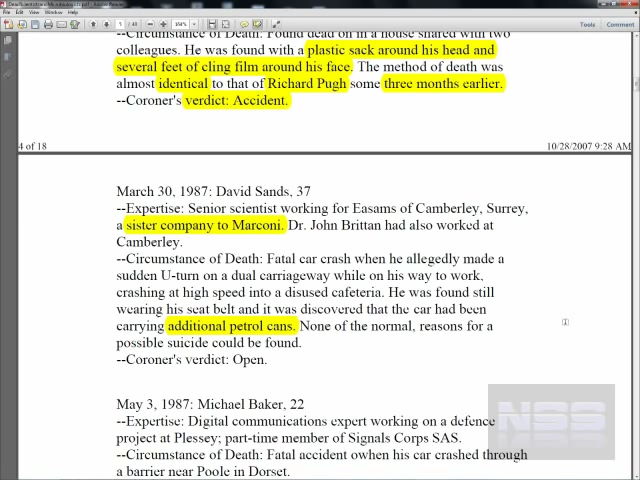 File Edit View Window Help
1 / 48
Tools Comment
--Circumstance of Death: Found dead on in a house shared with two
colleagues. He was found with a plastic sack around his head and
several feet of cling film around his face. The method of death was
almost identical to that of Richard Pugh some three months earlier.
--Coroner's verdict: Accident.
4 of 18 10/28/2007 9:28 AM
March 30, 1987: David Sands, 37
--Expertise: Senior scientist working for Easams of Camberley, Surrey,
a sister company to Marconi. Dr. John Brittan had also worked at
Camberley.
--Circumstance of Death: Fatal car crash when he allegedly made a
sudden U-turn on a dual carriageway while on his way to work,
crashing at high speed into a disused cafeteria. He was found still
wearing his seat belt and it was discovered that the car had been
carrying additional petrol cans. None of the normal, reasons for a
possible suicide could be found.
--Coroner's verdict: Open.
May 3, 1987: Michael Baker, 22
--Expertise: Digital communications expert working on a defence
project at Plessey; part-time member of Signals Corps SAS.
--Circumstance of Death: Fatal accident owhen his car crashed through
a barrier near Poole in Dorset.
NSS